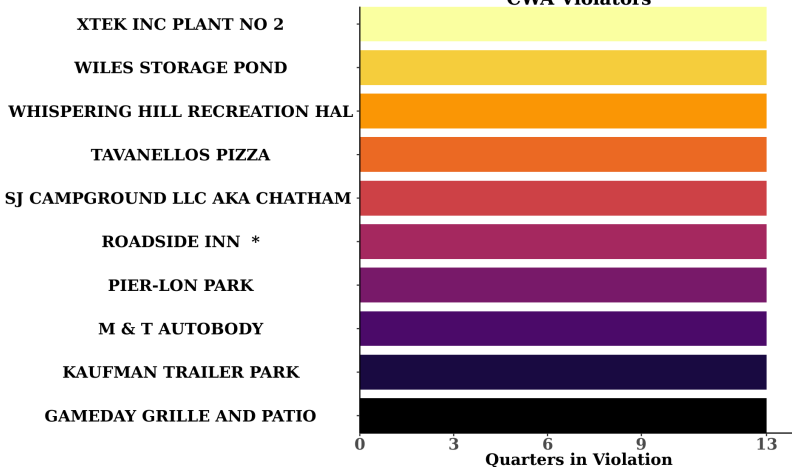 CWA Violators
XTEK INC PLANT NO 2
WILES STORAGE POND
WHISPERING HILL RECREATION HAL
TAVANELLOS PIZZA
SJ CAMPGROUND LLC AKA CHATHAM
ROADSIDE INN *
PIER-LON PARK
M & T AUTOBODY
KAUFMAN TRAILER PARK
GAMEDAY GRILLE AND PATIO
0 3 6 9 13
Quarters in Violation